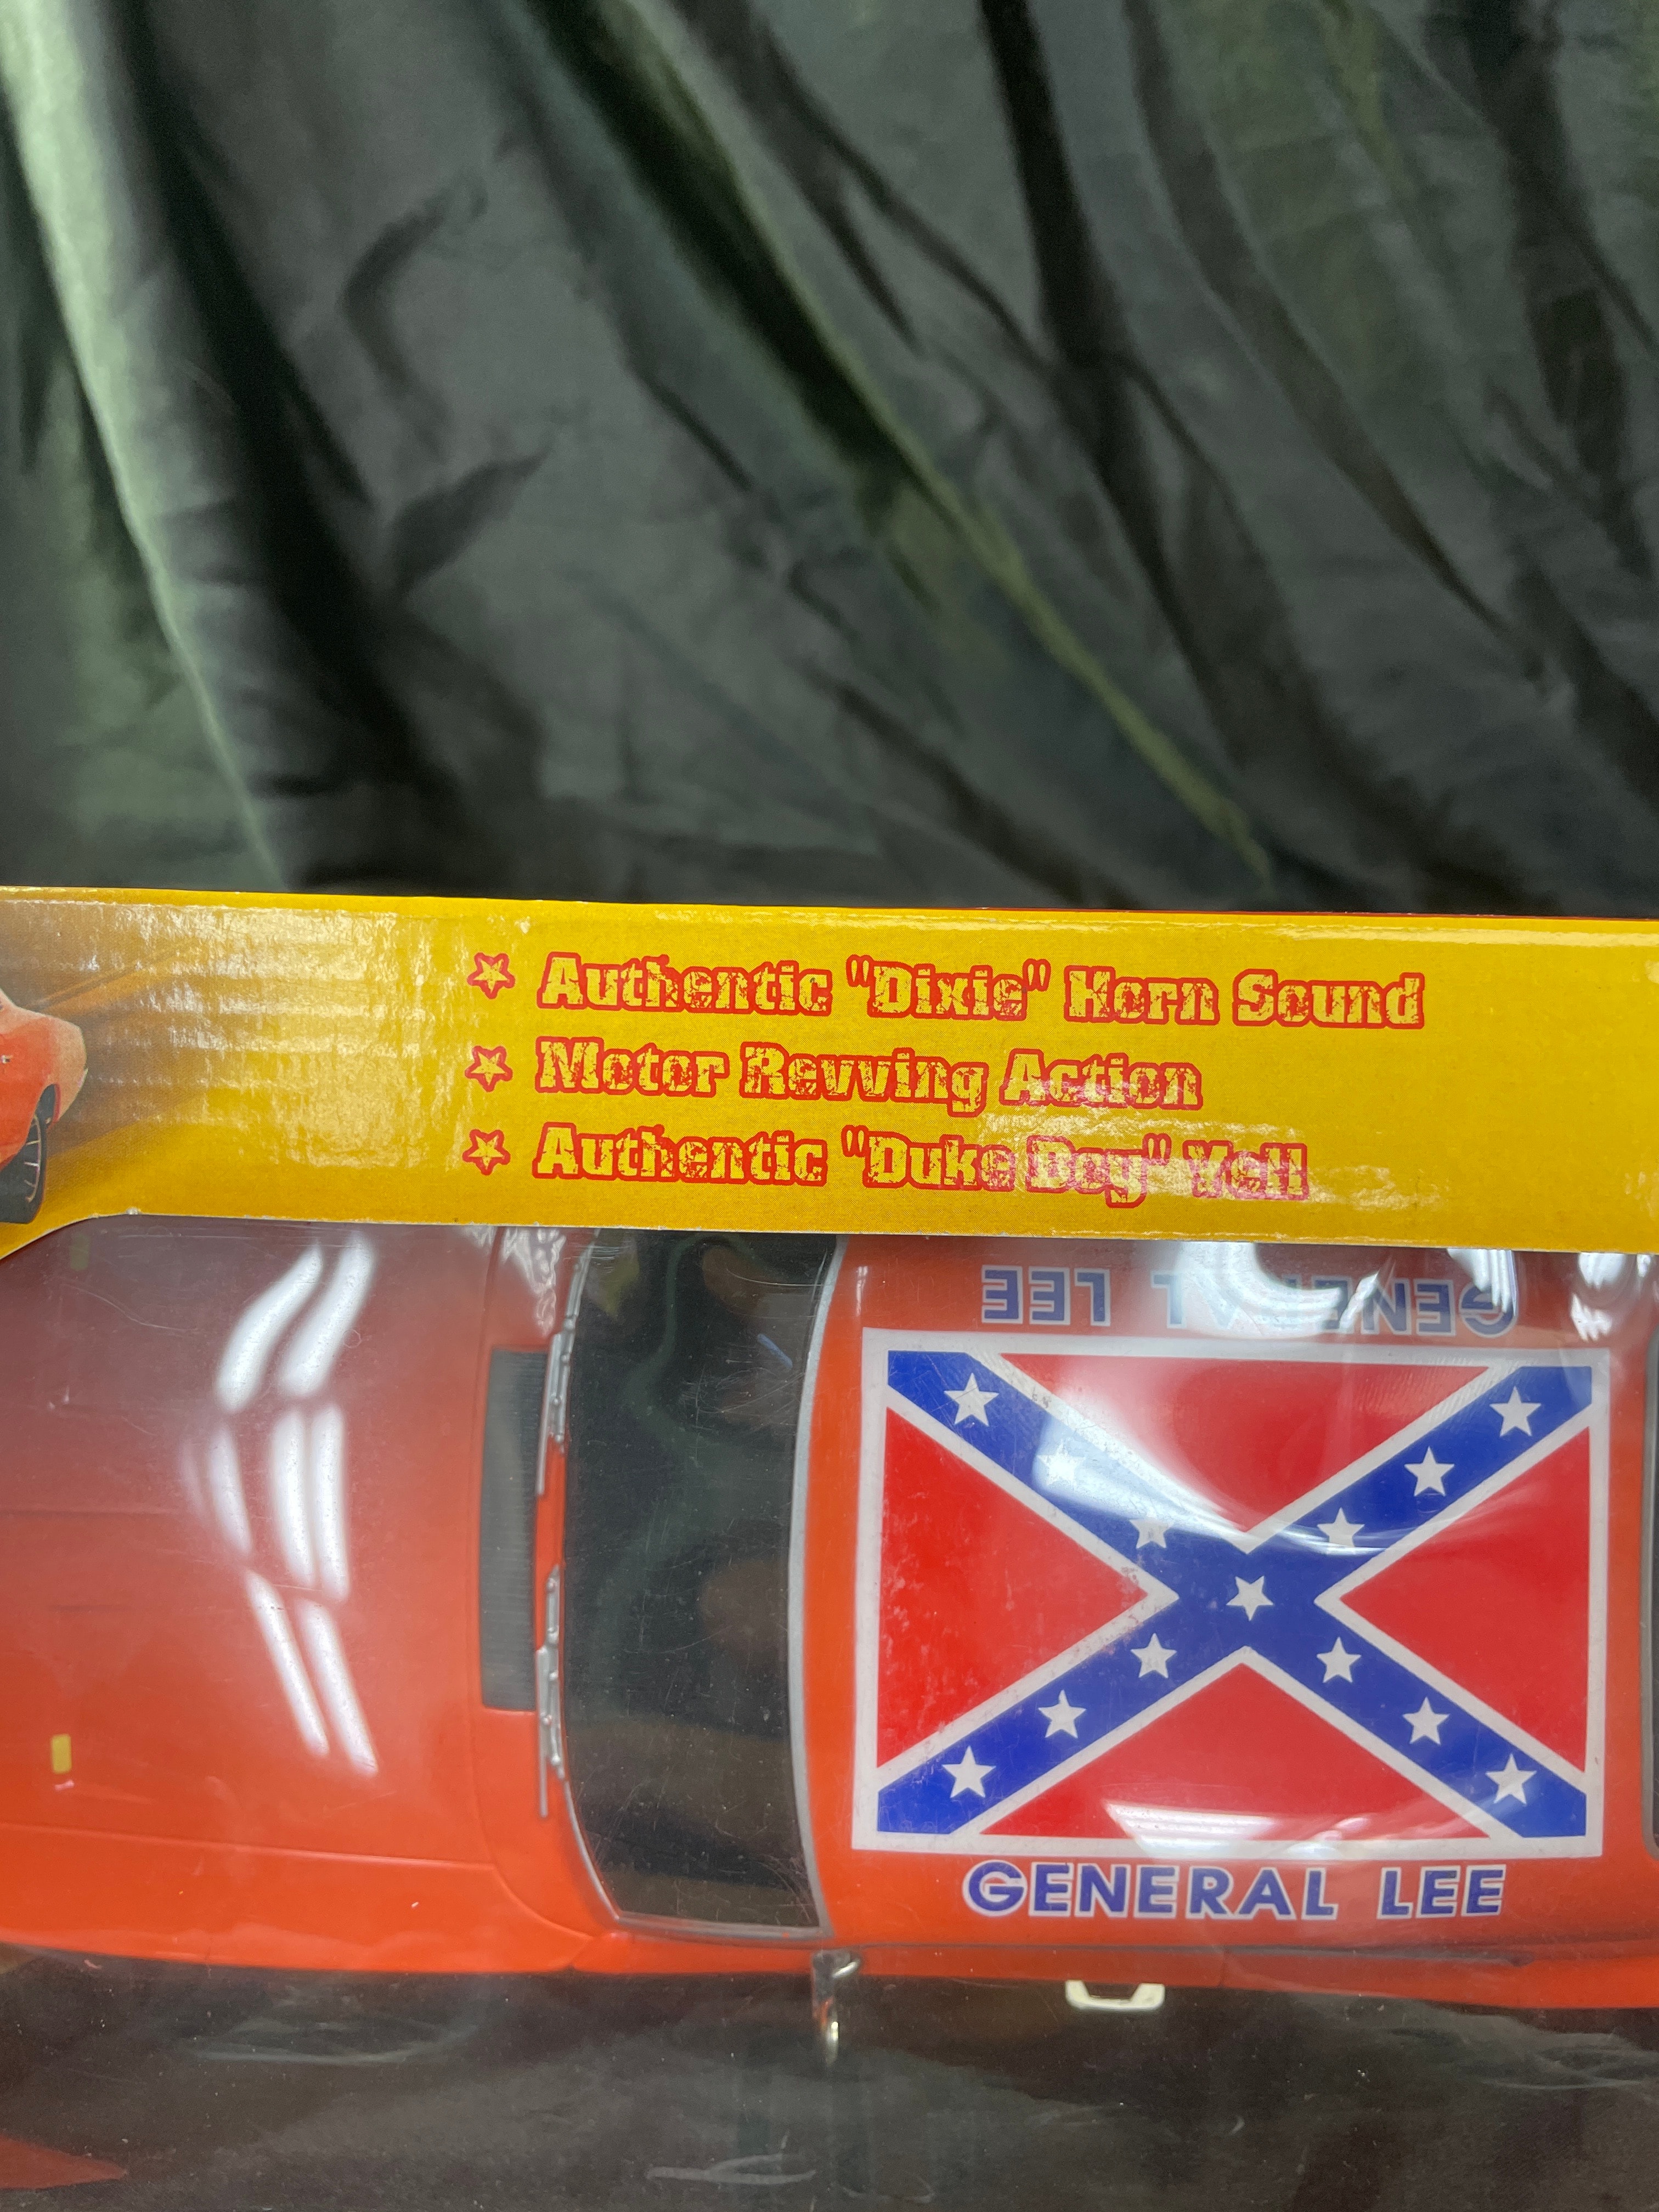 Authentic "Dixie" Horn Sound
Motor Revving Action
Authentic "Duke Boy" Yell
GENERAL LEE
GENERAL LEE